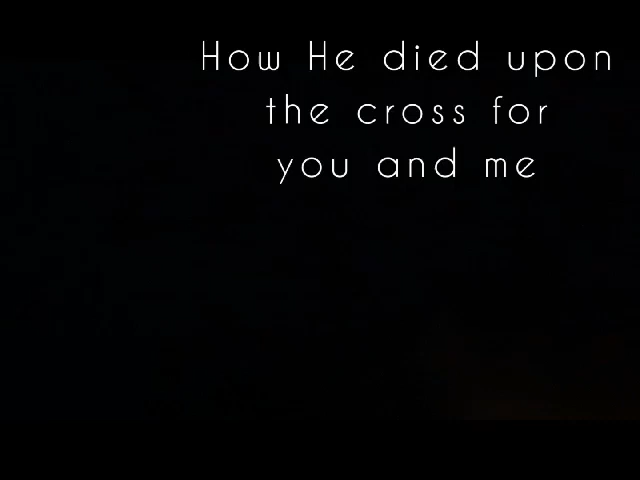 How He died upon
the cross for
you and me